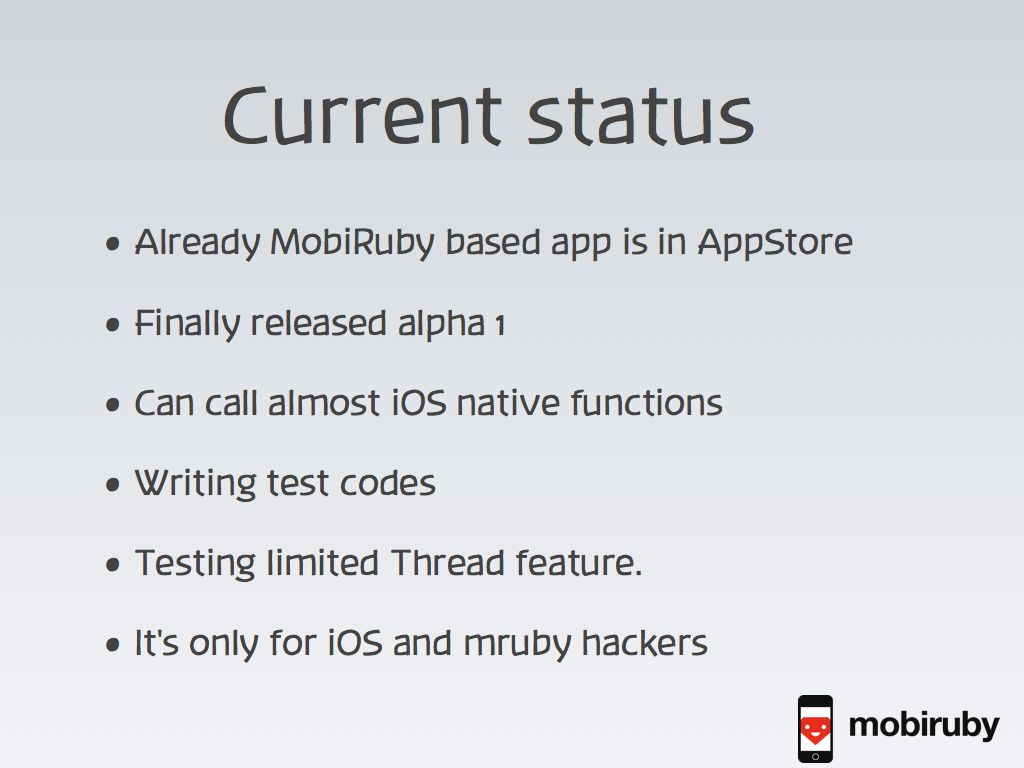 Current status
• Already MobiRuby based app is in AppStore
• Finally released alpha 1
• Can call almost iOS native functions
• Writing test codes
• Testing limited Thread feature.
• It's only for iOS and mruby hackers
mobiruby